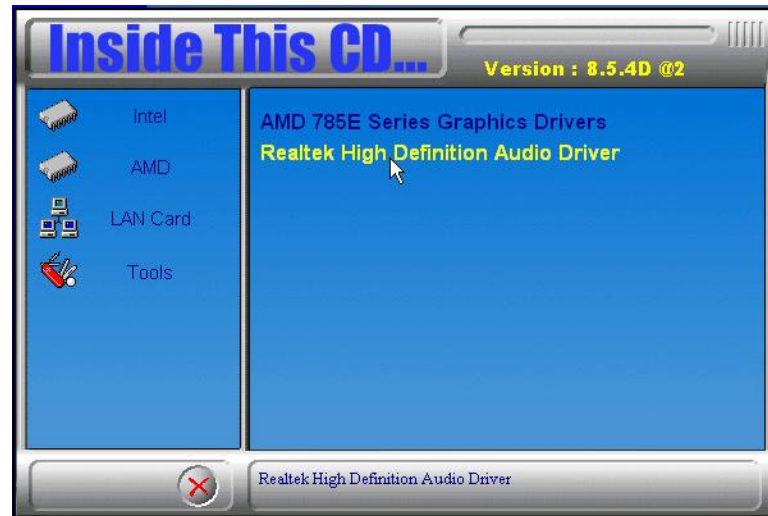 Inside This CD...
Version : 8.5.4D @2
Intel
AMD
LAN Card
Tools
AMD 785E Series Graphics Drivers
Realtek High Definition Audio Driver
Realtek High Definition Audio Driver